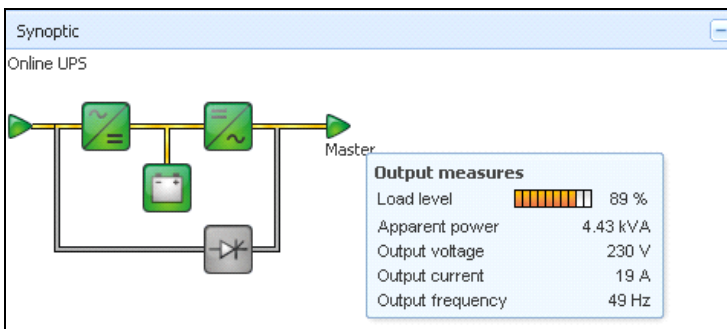 Synoptic
Online UPS
Master
Output measures
Load level 89 %
Apparent power 4.43 kVA
Output voltage 230 V
Output current 19 A
Output frequency 49 Hz